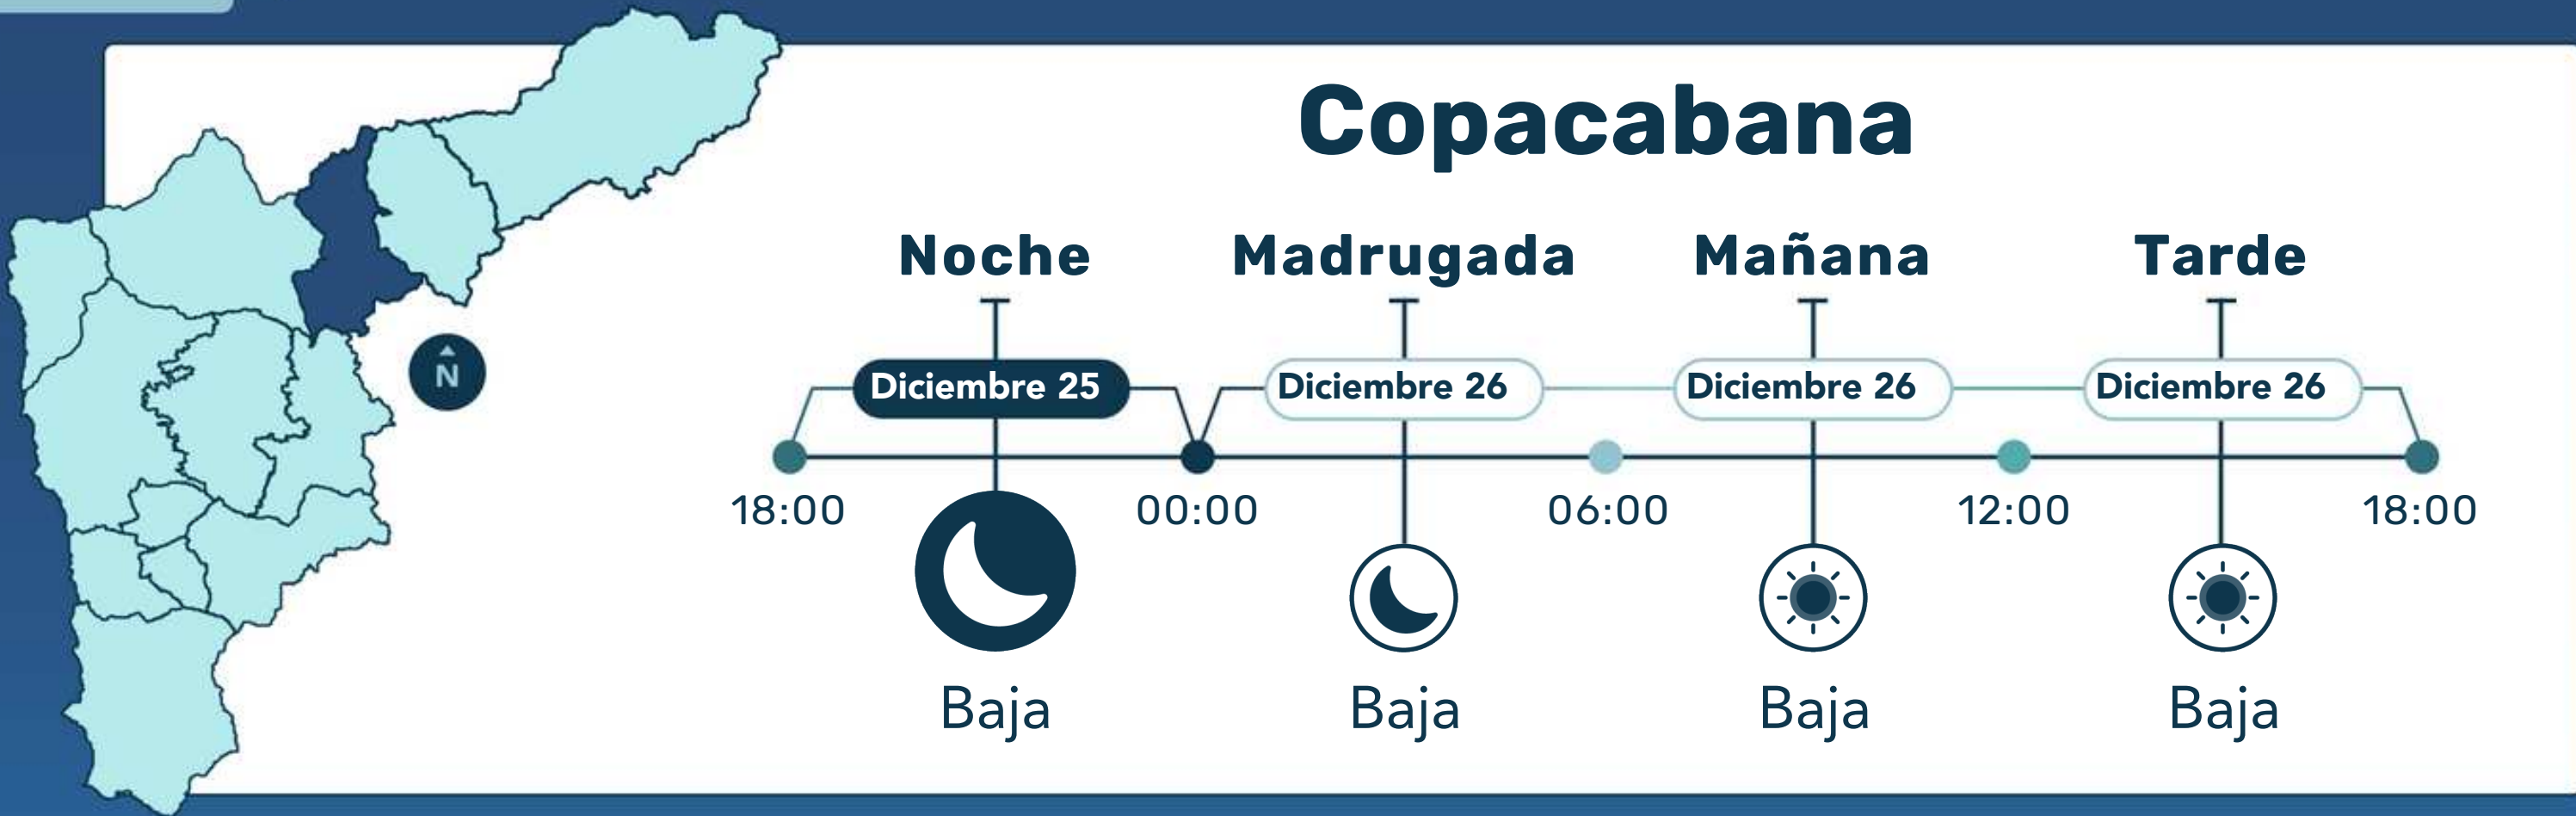 Copacabana
Noche Madrugada Mañana Tarde
Diciembre 25 Diciembre 26 Diciembre 26 Diciembre 26
N
18:00 00:00 06:00 12:00 18:00
Baja Baja Baja Baja